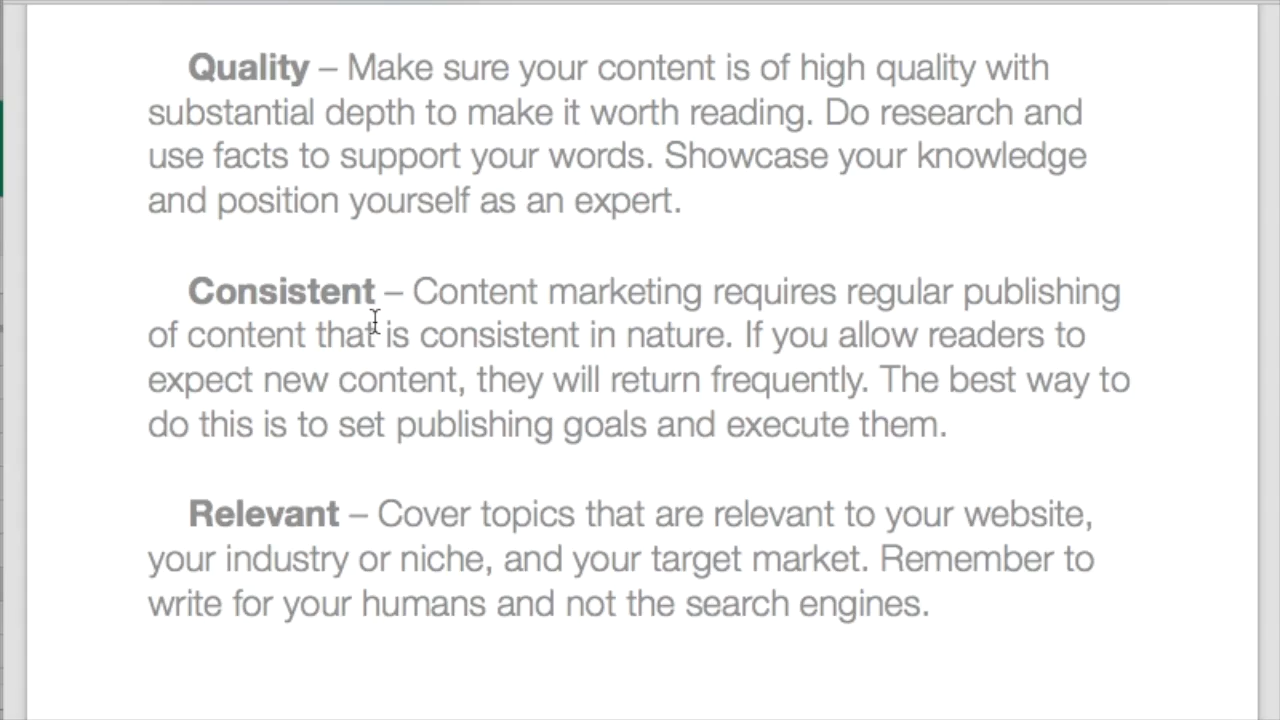 Quality – Make sure your content is of high quality with
substantial depth to make it worth reading. Do research and
use facts to support your words. Showcase your knowledge
and position yourself as an expert.
Consistent – Content marketing requires regular publishing
of content that is consistent in nature. If you allow readers to
expect new content, they will return frequently. The best way to
do this is to set publishing goals and execute them.
Relevant – Cover topics that are relevant to your website,
your industry or niche, and your target market. Remember to
write for your humans and not the search engines.